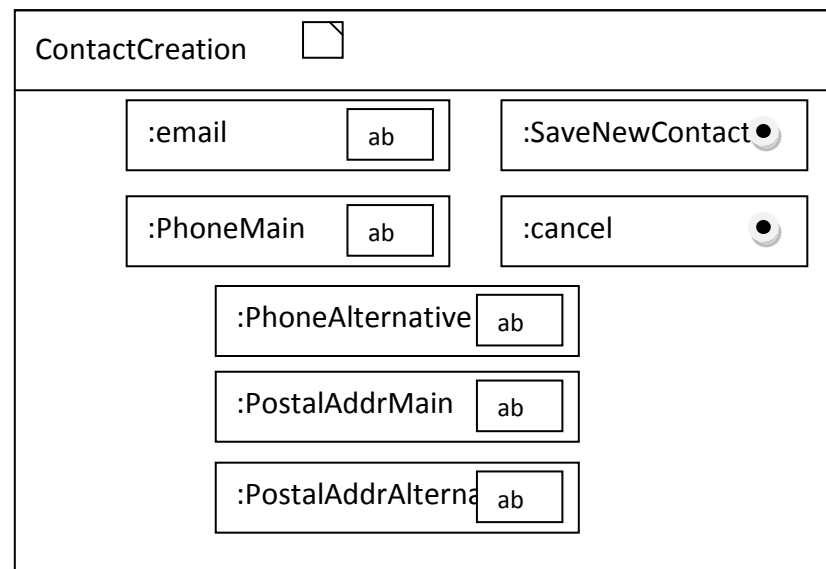 ContactCreation
:email ab
:SaveNewContact
:PhoneMain ab
:cancel
:PhoneAlternative ab
:PostalAddrMain ab
:PostalAddrAlterna ab